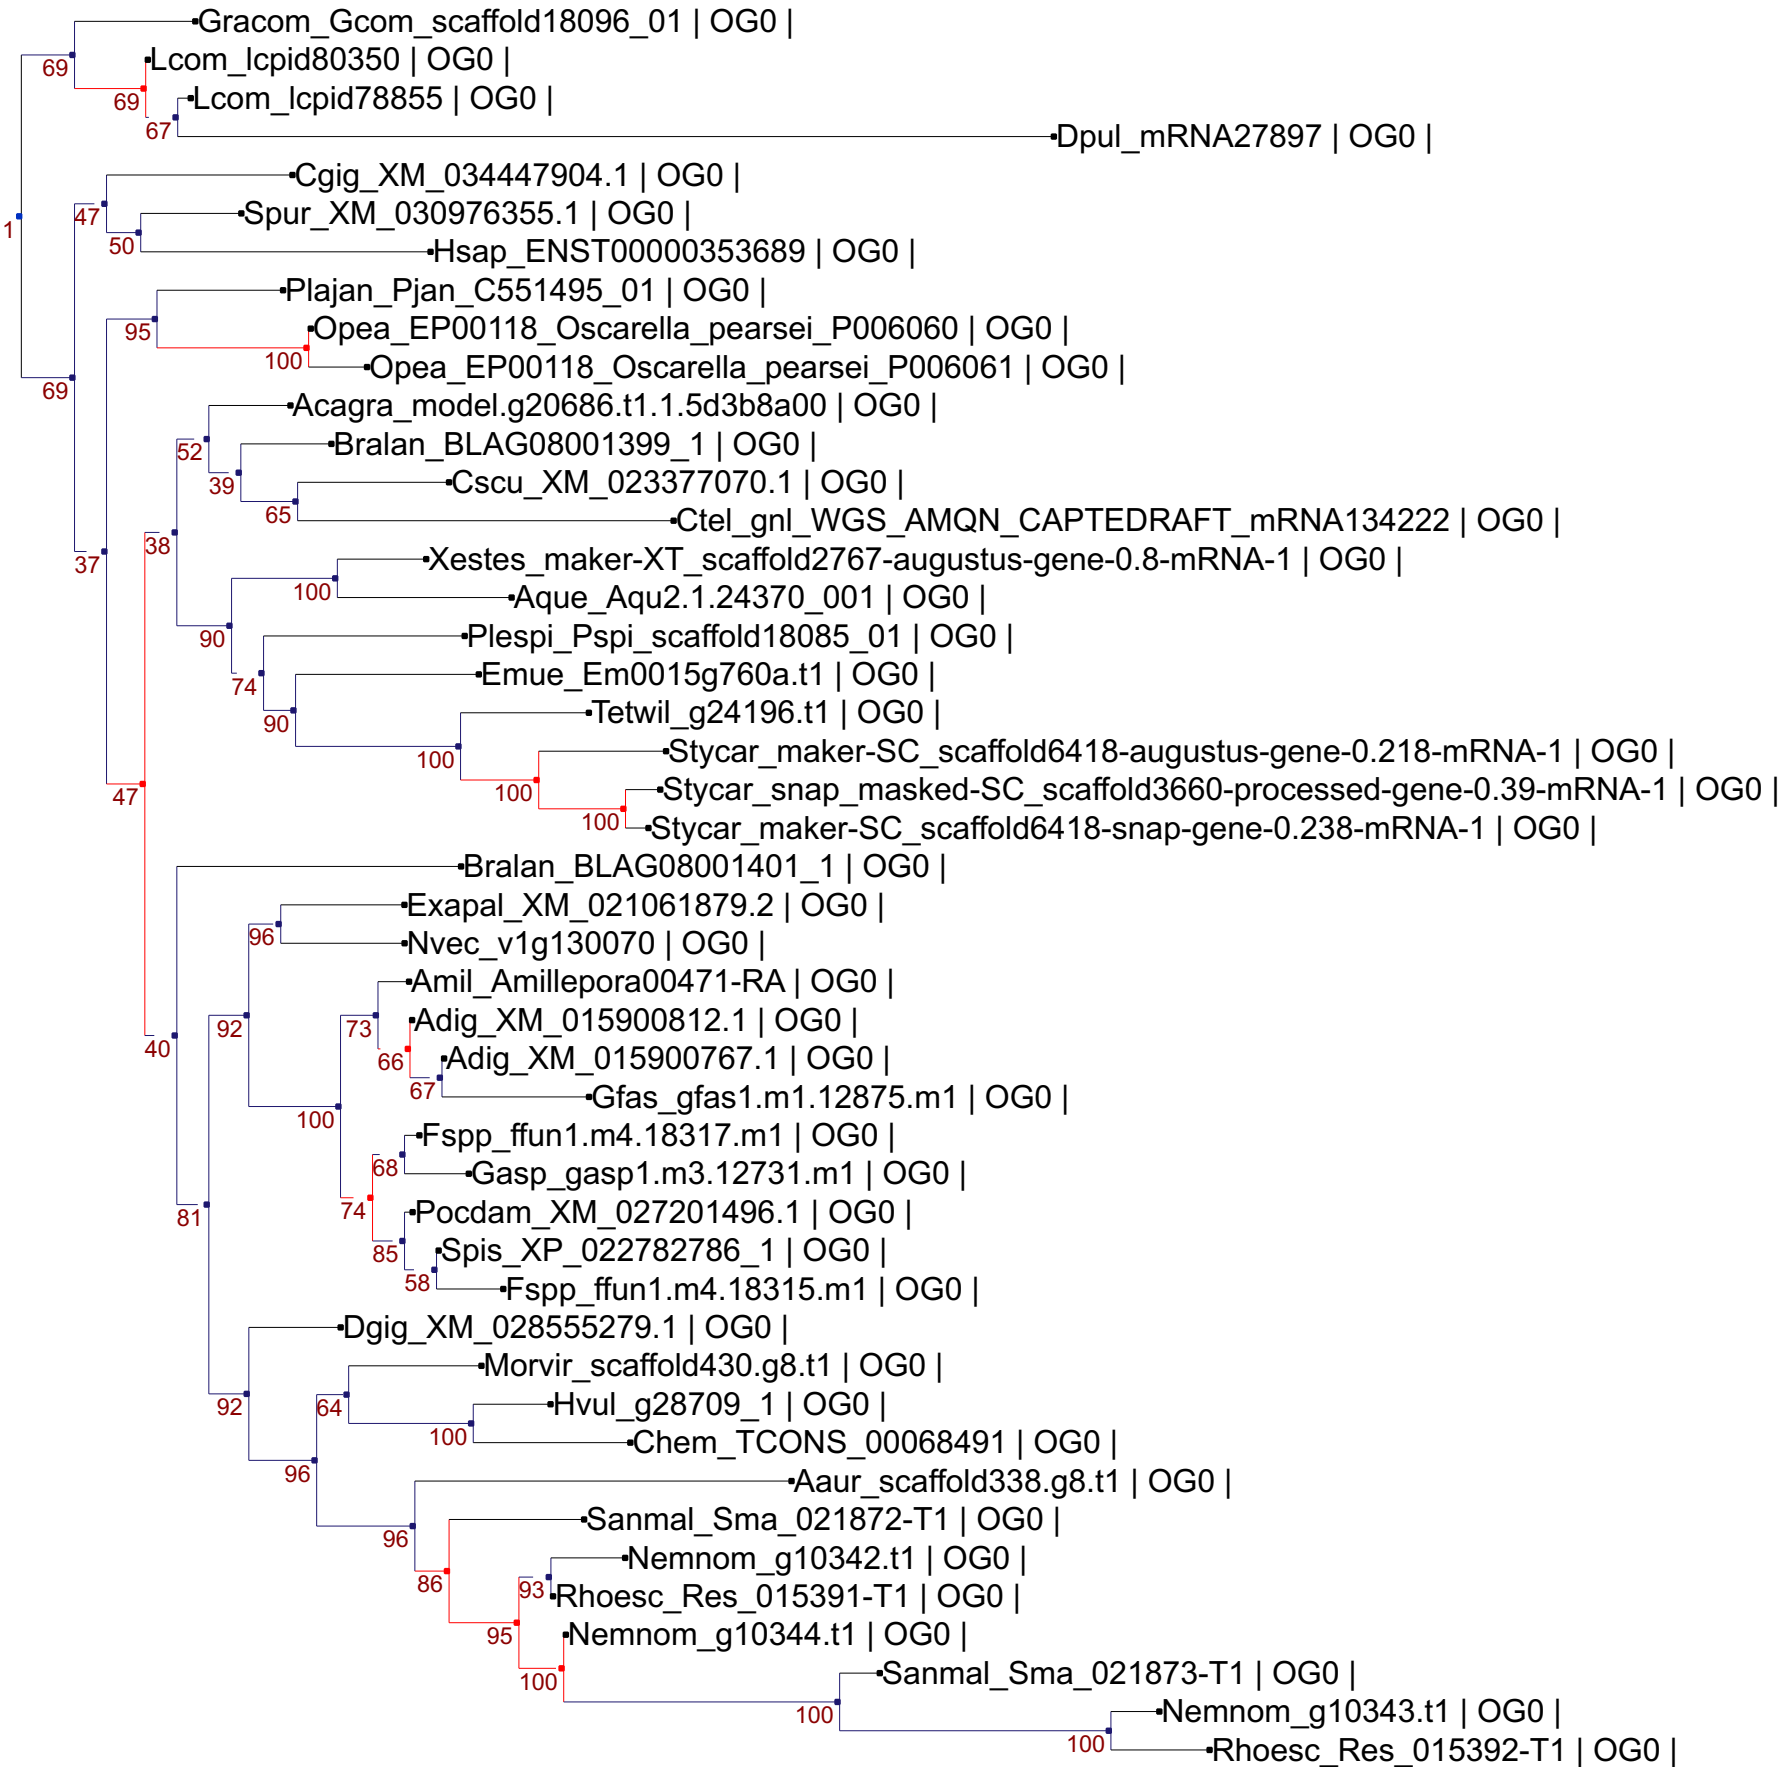 Gracom_Gcom_scaffold18096_01 | OG0 |
69
Lcom_lcpid80350 | OG0 |
69
Lcom_lcpid78855 | OG0 |
67
Dpul_mRNA27897 | OG0 |
Cgig_XM_034447904.1 | OG0 |
47
1
Spur_XM_030976355.1 | OG0 |
50
Hsap_ENST00000353689 | OG0 |
Plajan_Pjan_C551495_01 | OG0 |
95
Opea_EP00118_Oscarella_pearsei_P006060 | OG0 |
100
Opea_EP00118_Oscarella_pearsei_P006061 | OG0 |
69
Acagra_model.g20686.t1.1.5d3b8a00 | OG0 |
52
Bralan_BLAG08001399_1 | OG0 |
39
Cscu_XM_023377070.1 | OG0 |
65
Ctel_gnl_WGS_AMQN_CAPTEDRAFT_mRNA134222 | OG0 |
38
37
Xestes_maker-XT_scaffold2767-augustus-gene-0.8-mRNA-1 | OG0 |
100
Aque_Aqu2.1.24370_001 | OG0 |
90
Plespi_Pspi_scaffold18085_01 | OG0 |
74
Emue_Em0015g760a.t1 | OG0 |
90
Tetwil_g24196.t1 | OG0 |
100
Stycar_maker-SC_scaffold6418-augustus-gene-0.218-mRNA-1 | OG0 |
47
100
Stycar_snap_masked-SC_scaffold3660-processed-gene-0.39-mRNA-1 | OG0 |
100
Stycar_maker-SC_scaffold6418-snap-gene-0.238-mRNA-1 | OG0 |
Bralan_BLAG08001401_1 | OG0 |
Exapal_XM_021061879.2 | OG0 |
96
Nvec_v1g130070 | OG0 |
Amil_Amillepora00471-RA | OG0 |
92
73
Adig_XM_015900812.1 | OG0 |
40
66
Adig_XM_015900767.1 | OG0 |
67
Gfas_gfas1.m1.12875.m1 | OG0 |
100
Fspp_ffun1.m4.18317.m1 | OG0 |
68
Gasp_gasp1.m3.12731.m1 | OG0 |
74
81
Pocdam_XM_027201496.1 | OG0 |
85
Spis_XP_022782786_1 | OG0 |
58
Fspp_ffun1.m4.18315.m1 | OG0 |
Dgig_XM_028555279.1 | OG0 |
92
Morvir_scaffold430.g8.t1 | OG0 |
64
Hvul_g28709_1 | OG0 |
100
Chem_TCONS_00068491 | OG0 |
96
Aaur_scaffold338.g8.t1 | OG0 |
96
Sanmal_Sma_021872-T1 | OG0 |
86
Nemnom_g10342.t1 | OG0 |
93
Rhoesc_Res_015391-T1 | OG0 |
95
Nemnom_g10344.t1 | OG0 |
100
Sanmal_Sma_021873-T1 | OG0 |
100
Nemnom_g10343.t1 | OG0 |
100
Rhoesc_Res_015392-T1 | OG0 |